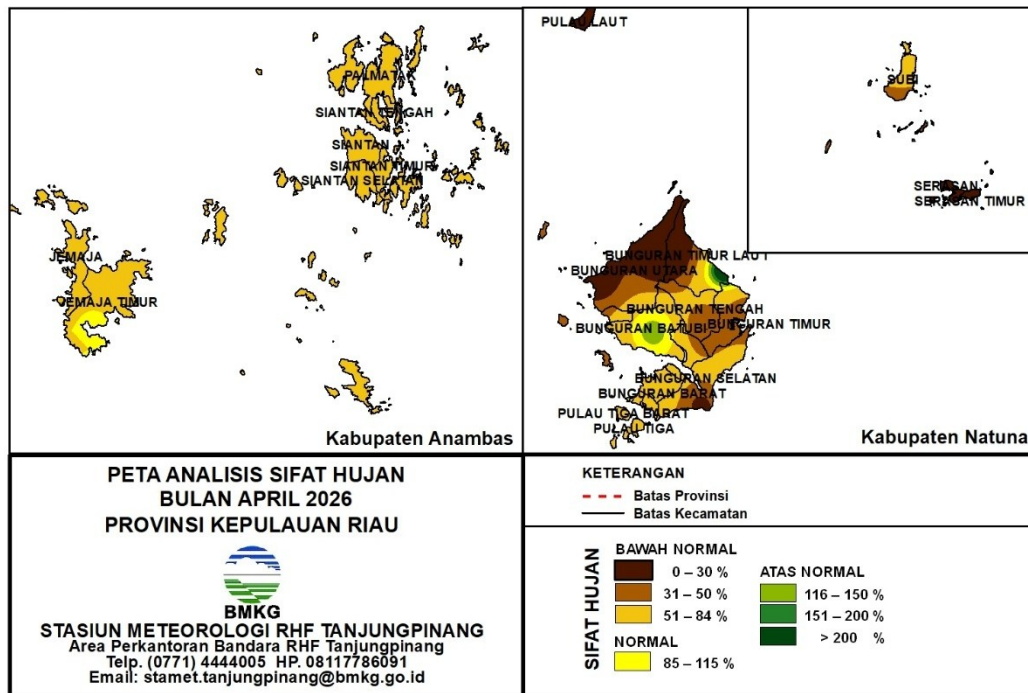 PALMATAK
SIANTAN TENGAH
SIANTAN
SIANTAN TIMUR
SIANTAN SELATAN
JEMAJA
JEMAJA TIMUR
Kabupaten Anambas
PULAU LAUT
SUBI
SERASAN
SERASAN TIMUR
BUNGURAN TIMUR LAUT
BUNGURAN UTARA
BUNGURAN TENGAH
BUNGURAN TIMUR
BUNGURAN BATUBI
BUNGURAN SELATAN
BUNGURAN BARAT
PULAU TIGA BARAT
PULAU TIGA
Kabupaten Natuna
PETA ANALISIS SIFAT HUJAN
BULAN APRIL 2026
PROVINSI KEPULAUAN RIAU
BMKG
STASIUN METEOROLOGI RHF TANJUNGPINANG
Area Perkantoran Bandara RHF Tanjungpinang
Telp. (0771) 4444005 HP. 08117786091
Email: stamet.tanjungpinang@bmkg.go.id
KETERANGAN
Batas Provinsi
Batas Kecamatan
SIFAT HUJAN
BAWAH NORMAL
0 – 30 %
31 – 50 %
51 – 84 %
NORMAL
85 – 115 %
ATAS NORMAL
116 – 150 %
151 – 200 %
> 200 %